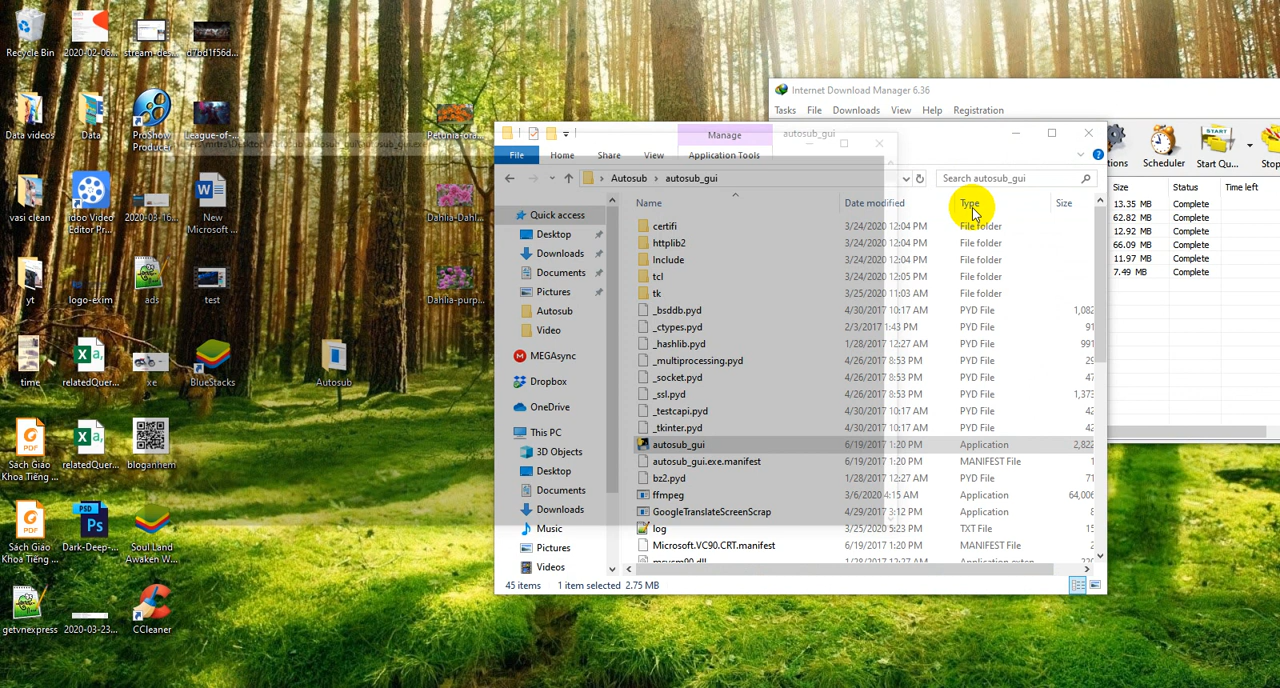 Recycle Bin
2020-02-06...
stream-des...
d7bd1f56d...
Data videos
Data
ProShow Producer
League-of-...
Petunia-ora...
vasi clean
idoo Video Editor Pr...
2020-03-16...
New Microsoft ...
Dahlia-Dahl...
yt
logo-exim
ads
test
Dahlia-purp...
time
relatedQuer...
xe
BlueStacks
Autosub
Sách Giáo Khoa Tiếng ...
relatedQuer...
blogannem
Sách Giáo Khoa Tiếng ...
Dark-Deep-...
Soul Land Awaken W...
getvnexpress
2020-03-23...
CCleaner
Internet Download Manager 6.36
Tasks File Downloads View Help Registration
Scheduler
Start Qu...
Stop
Size Status Time left
13.35 MB Complete
62.82 MB Complete
12.92 MB Complete
66.09 MB Complete
11.97 MB Complete
7.49 MB Complete
Manage
autosub_gui
File Home Share View Application Tools
Autosub > autosub_gui
Search autosub_gui
Quick access
Desktop
Downloads
Documents
Pictures
Autosub
Video
MEGAsync
Dropbox
OneDrive
This PC
3D Objects
Desktop
Documents
Downloads
Music
Pictures
Videos
Name Date modified Type Size
certifi 3/24/2020 12:04 PM File folder
httplib2 3/24/2020 12:04 PM File folder
Include 3/24/2020 12:04 PM File folder
tcl 3/24/2020 12:05 PM File folder
tk 3/25/2020 11:03 AM File folder
_bsddb.pyd 4/30/2017 10:17 AM PYD File 1,082
_ctypes.pyd 2/3/2017 1:43 PM PYD File 91
_hashlib.pyd 1/28/2017 12:27 AM PYD File 991
_multiprocessing.pyd 4/26/2017 8:53 PM PYD File 29
_socket.pyd 4/26/2017 8:53 PM PYD File 47
_ssl.pyd 4/26/2017 8:53 PM PYD File 1,373
_testcapi.pyd 4/30/2017 10:17 AM PYD File 42
_tkinter.pyd 4/30/2017 10:17 AM PYD File 42
autosub_gui 6/19/2017 1:20 PM Application 2,822
autosub_gui.exe.manifest 6/19/2017 1:20 PM MANIFEST File 1
bz2.pyd 1/28/2017 12:27 AM PYD File 71
ffmpeg 3/6/2020 4:15 AM Application 64,006
GoogleTranslateScreenScrap 4/29/2017 3:12 PM Application 8
log 3/25/2020 5:23 PM TXT File 15
Microsoft.VC90.CRT.manifest 6/19/2017 1:20 PM MANIFEST File 2
45 items 1 item selected 2.75 MB